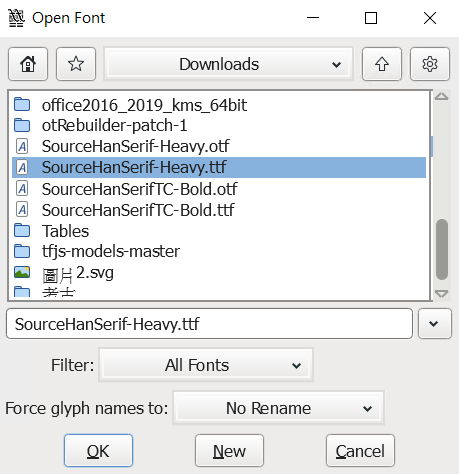 Open Font
Downloads
office2016_2019_kms_64bit
otRebuilder-patch-1
SourceHanSerif-Heavy.otf
SourceHanSerif-Heavy.ttf
SourceHanSerifTC-Bold.otf
SourceHanSerifTC-Bold.ttf
Tables
tfjs-models-master
圖片2.svg
考古
SourceHanSerif-Heavy.ttf
Filter: All Fonts
Force glyph names to: No Rename
OK New Cancel